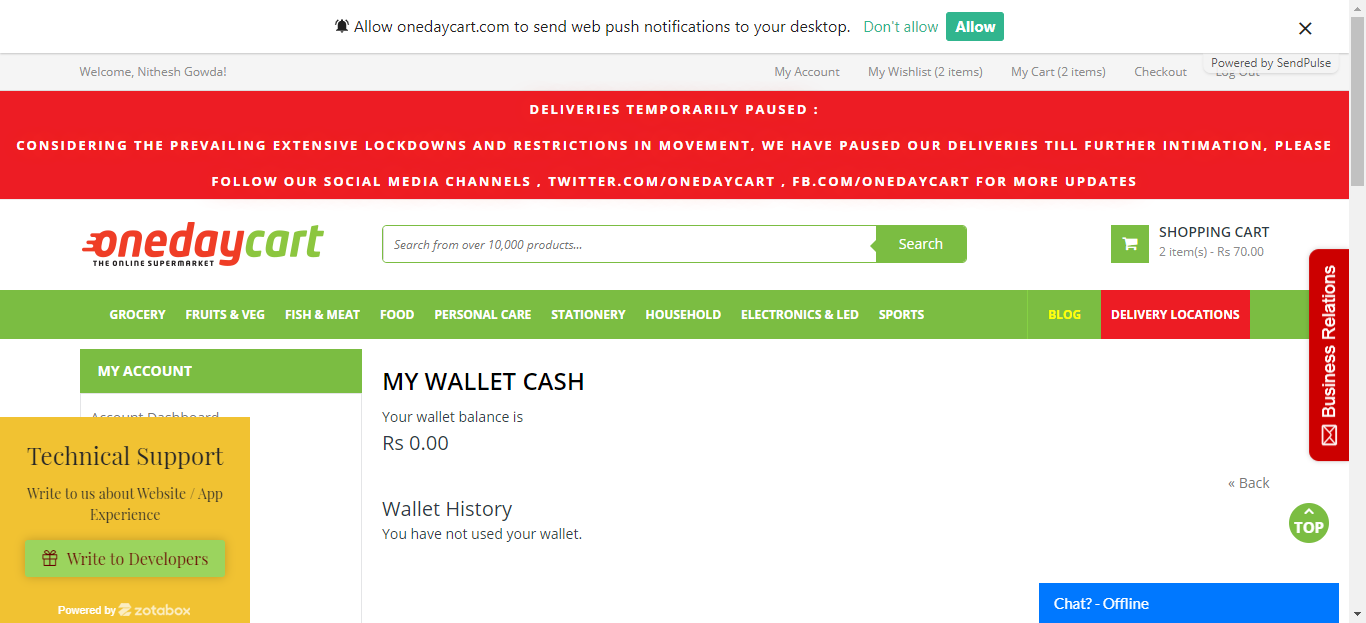 Allow onedaycart.com to send web push notifications to your desktop. Don't allow Allow
Powered by SendPulse
Welcome, Nithesh Gowda! My Account My Wishlist (2 items) My Cart (2 items) Checkout Log Out
DELIVERIES TEMPORARILY PAUSED :
CONSIDERING THE PREVAILING EXTENSIVE LOCKDOWNS AND RESTRICTIONS IN MOVEMENT, WE HAVE PAUSED OUR DELIVERIES TILL FURTHER INTIMATION, PLEASE
FOLLOW OUR SOCIAL MEDIA CHANNELS , TWITTER.COM/ONEDAYCART , FB.COM/ONEDAYCART FOR MORE UPDATES
onedaycart
THE ONLINE SUPERMARKET
Search from over 10,000 products...
Search
SHOPPING CART
2 item(s) - Rs 70.00
GROCERY FRUITS & VEG FISH & MEAT FOOD PERSONAL CARE STATIONERY HOUSEHOLD ELECTRONICS & LED SPORTS BLOG DELIVERY LOCATIONS
Business Relations
MY ACCOUNT
Account Dashboard
MY WALLET CASH
Your wallet balance is
Rs 0.00
« Back
Wallet History
You have not used your wallet.
TOP
Technical Support
Write to us about Website / App
Experience
Write to Developers
Powered by zotabox
Chat? - Offline